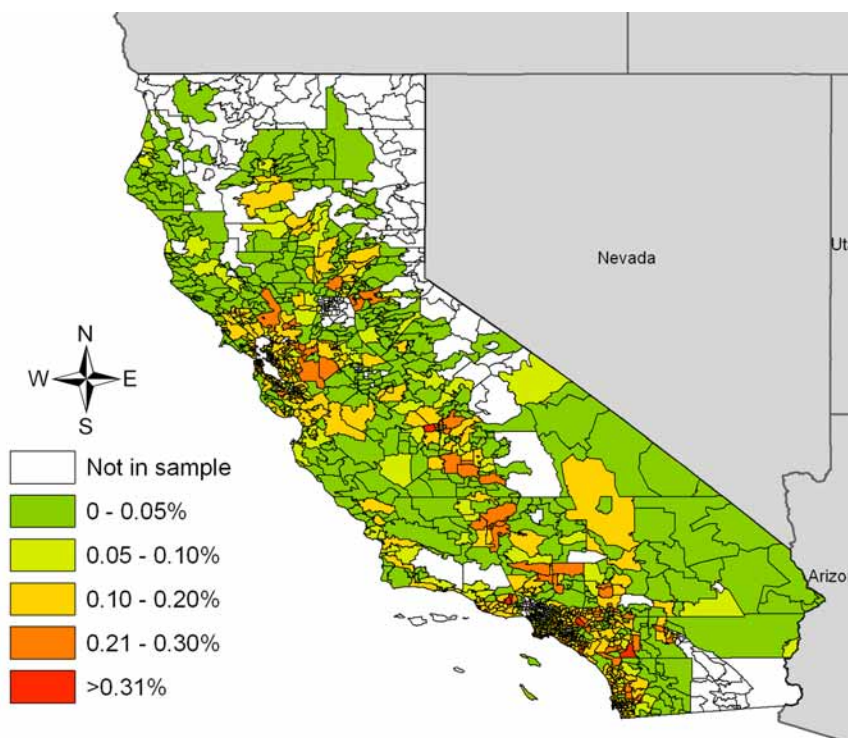 Nevada
Ut
Arizo
N
W E
S
Not in sample
0 - 0.05%
0.05 - 0.10%
0.10 - 0.20%
0.21 - 0.30%
>0.31%